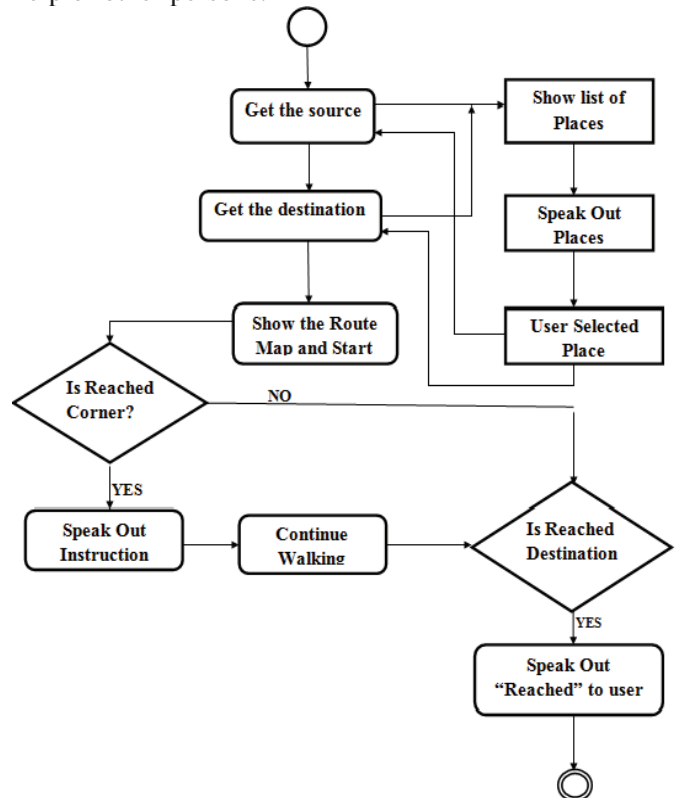 Get the source
Show list of
Places
Get the destination
Speak Out
Places
Show the Route
Map and Start
User Selected
Place
Is Reached
Corner?
NO
YES
Speak Out
Instruction
Continue
Walking
Is Reached
Destination
YES
Speak Out
“Reached” to user